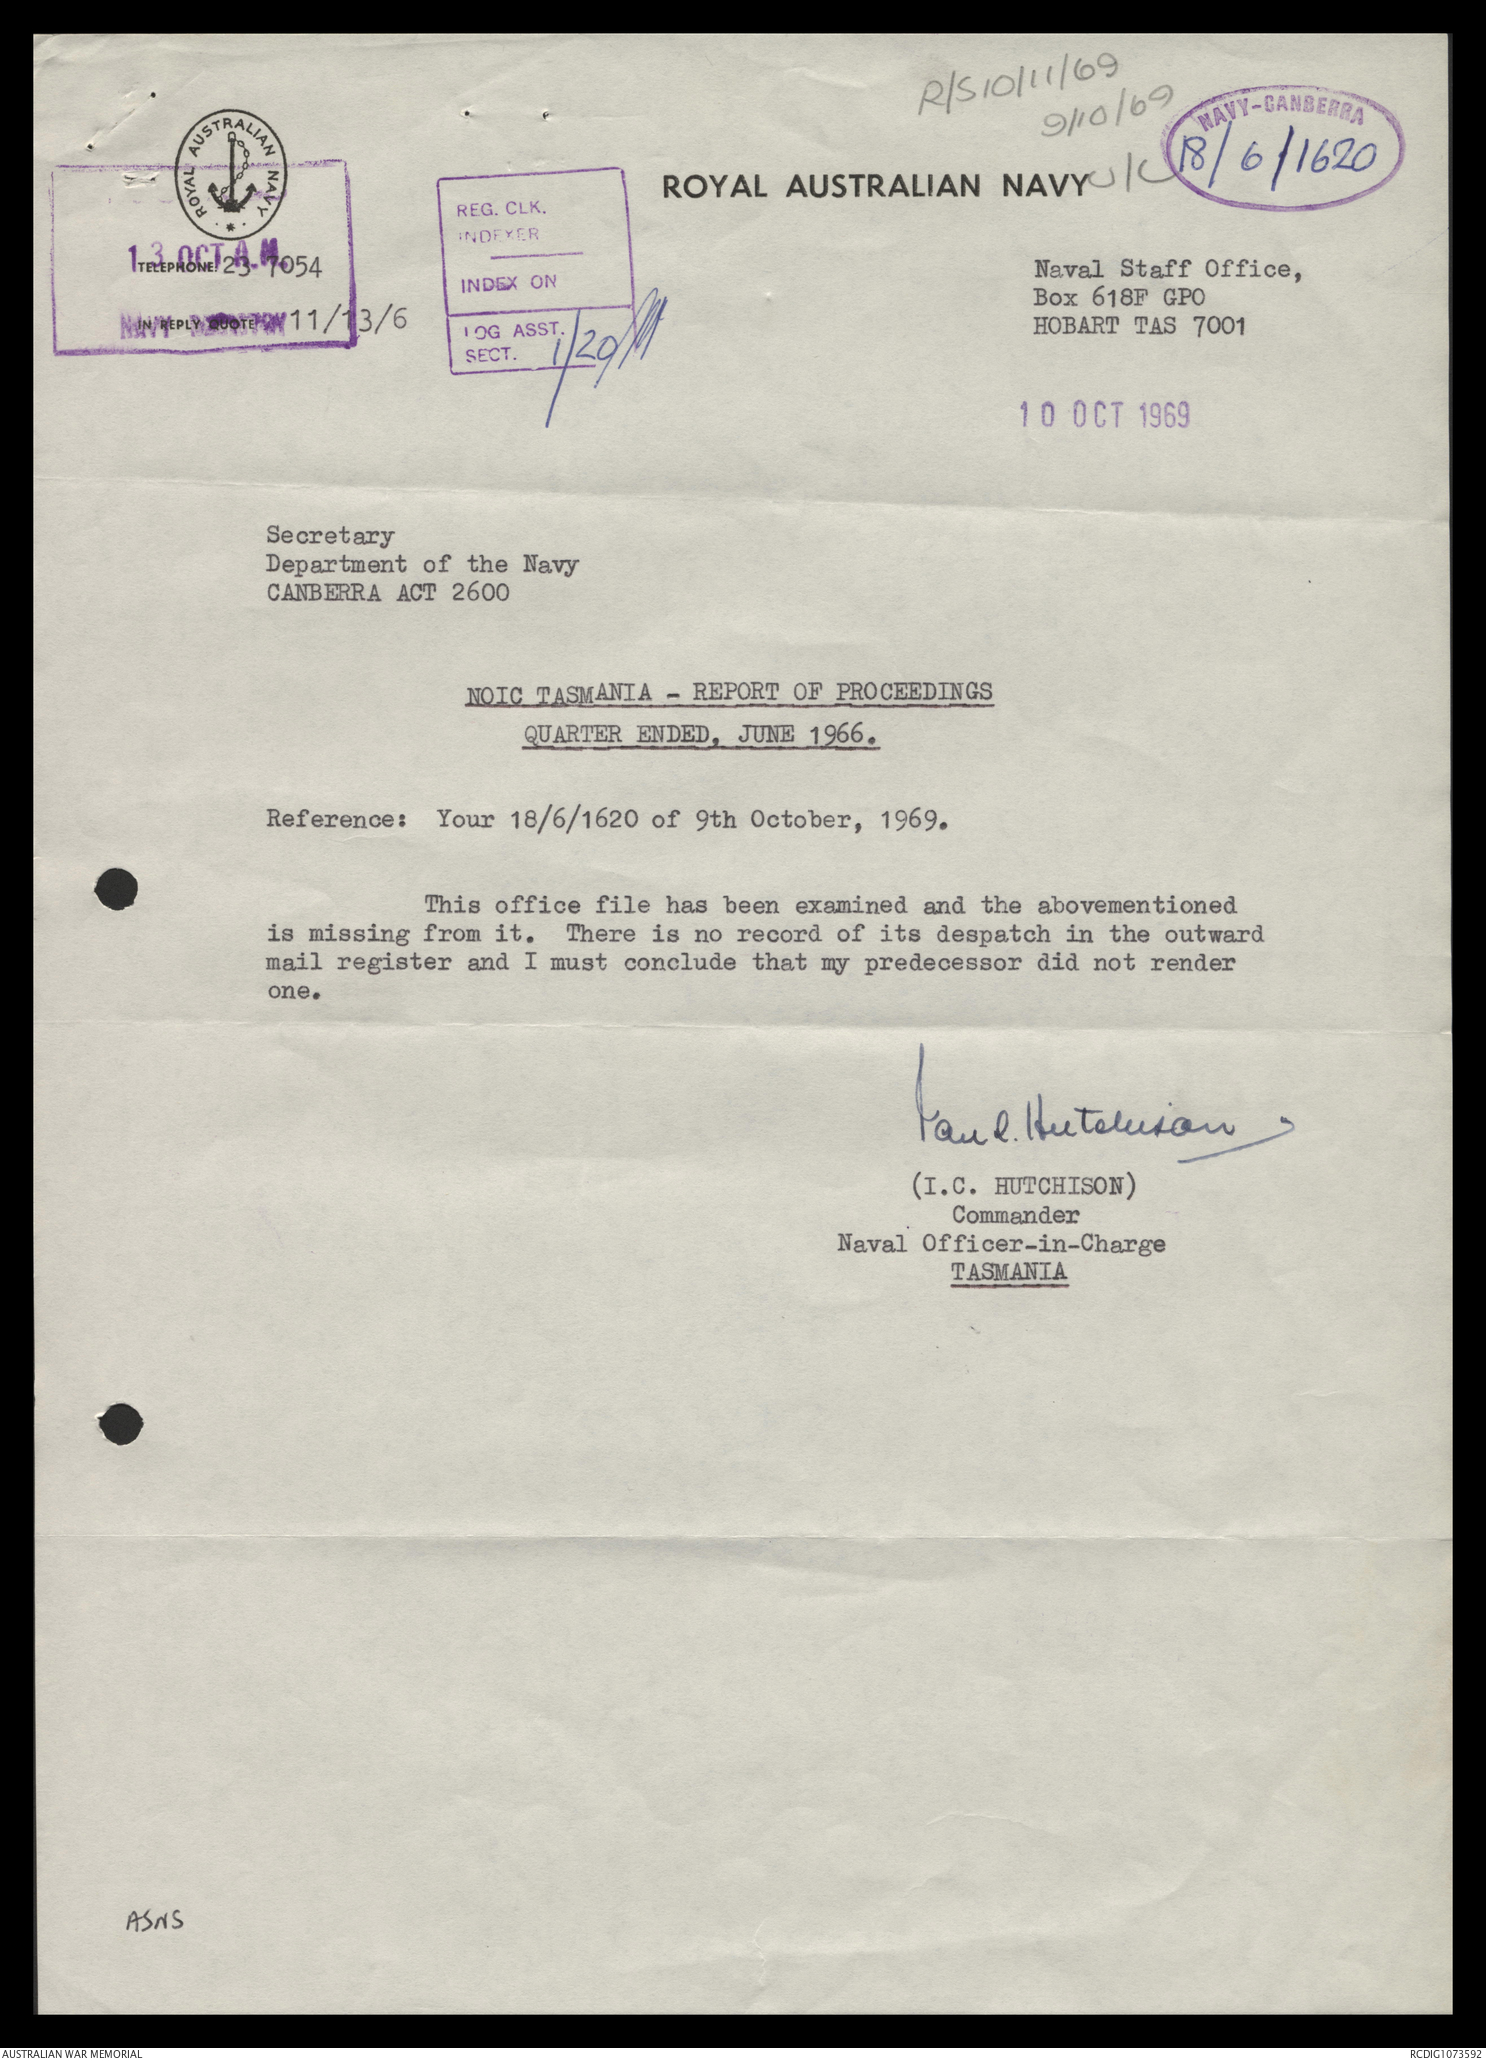 R/S10/11/69
9/10/69
NAVY-CANBERRA
18/6/1620
ROYAL AUSTRALIAN NAVY
ROYAL AUSTRALIAN NAVY
13 OCT A.M.
TELEPHONE: 23 7054
IN REPLY QUOTE 11/13/6
REG. CLK.
INDEXER
INDEX ON
LOG ASST.
SECT. 1/20
Naval Staff Office,
Box 618F GPO
HOBART TAS 7001
10 OCT 1969
Secretary
Department of the Navy
CANBERRA ACT 2600
NOIC TASMANIA - REPORT OF PROCEEDINGS
QUARTER ENDED, JUNE 1966.
Reference: Your 18/6/1620 of 9th October, 1969.
This office file has been examined and the abovementioned
is missing from it. There is no record of its despatch in the outward
mail register and I must conclude that my predecessor did not render
one.
Ian C. Hutchison
(I.C. HUTCHISON)
Commander
Naval Officer-in-Charge
TASMANIA
ASNS
AUSTRALIAN WAR MEMORIAL
RCDIG1073592